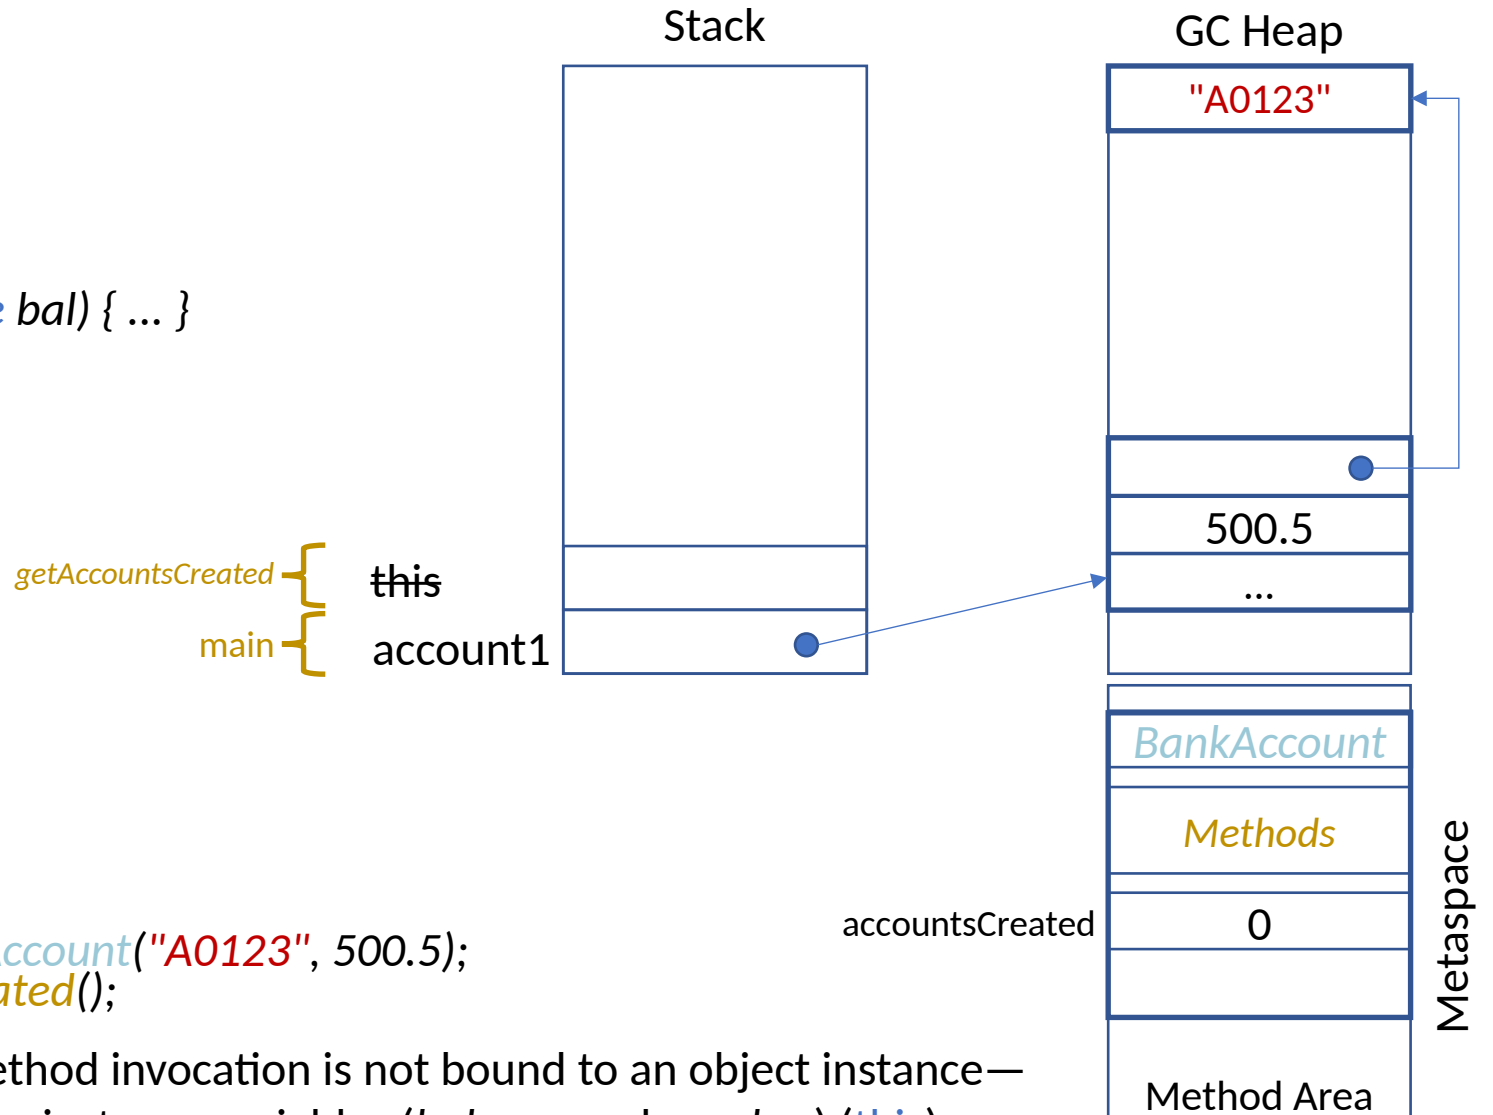 Stack
GC Heap
"A0123"
bal) { ... }
500.5
getAccountsCreated
this
...
main
account1
BankAccount
Methods
Metaspace
accountsCreated
0
ccount("A0123", 500.5);
ated();
ethod invocation is not bound to an object instance—
Method Area